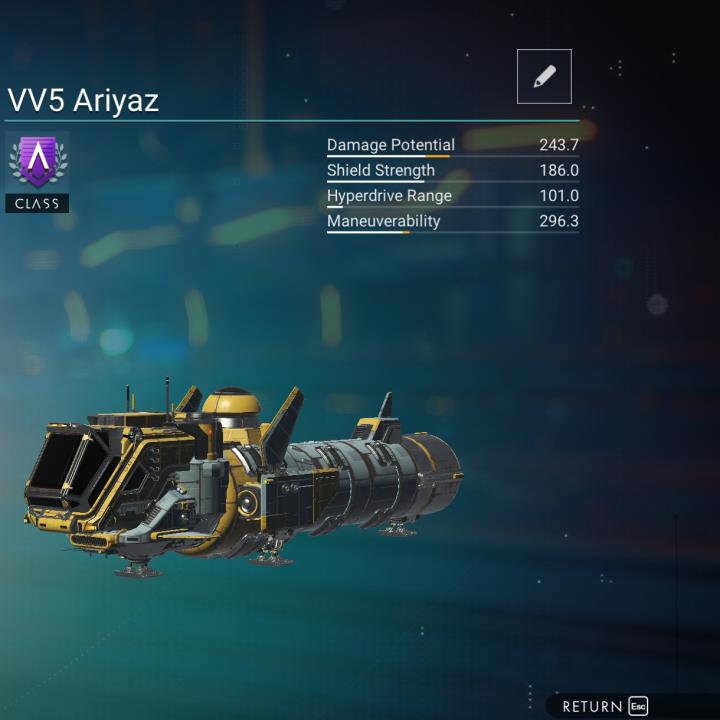 VV5 Ariyaz
CLASS
Damage Potential 243.7
Shield Strength 186.0
Hyperdrive Range 101.0
Maneuverability 296.3
RETURN Esc